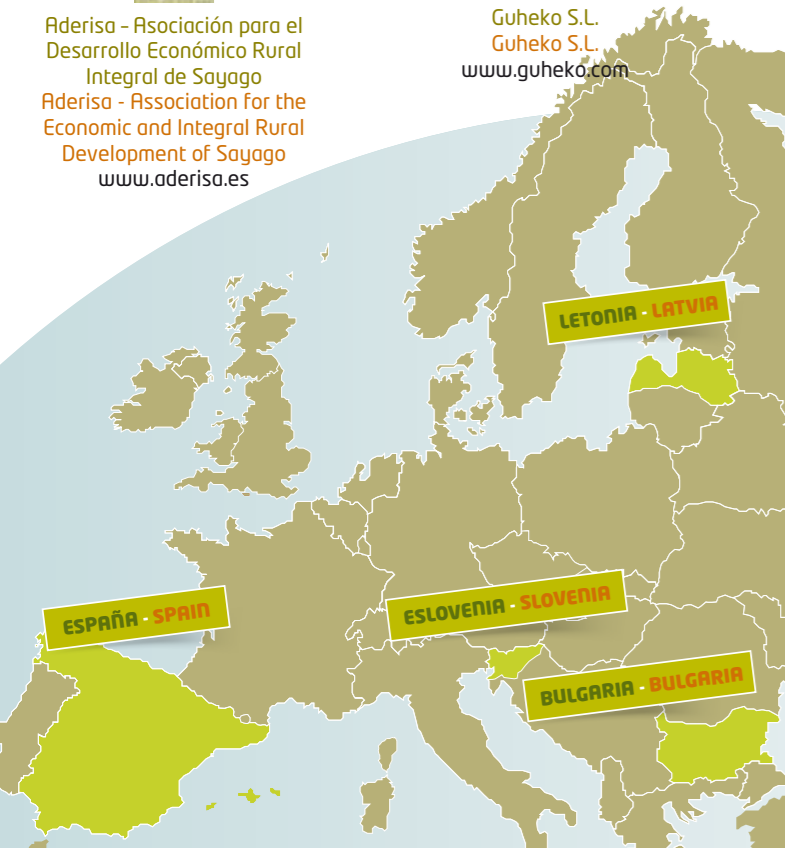 Aderisa - Asociación para el
Desarrollo Económico Rural
Integral de Sayago
Aderisa - Association for the
Economic and Integral Rural
Development of Sayago
www.aderisa.es
Guheko S.L.
Guheko S.L.
www.guheko.com
LETONIA - LATVIA
ESPAÑA - SPAIN
ESLOVENIA - SLOVENIA
BULGARIA - BULGARIA